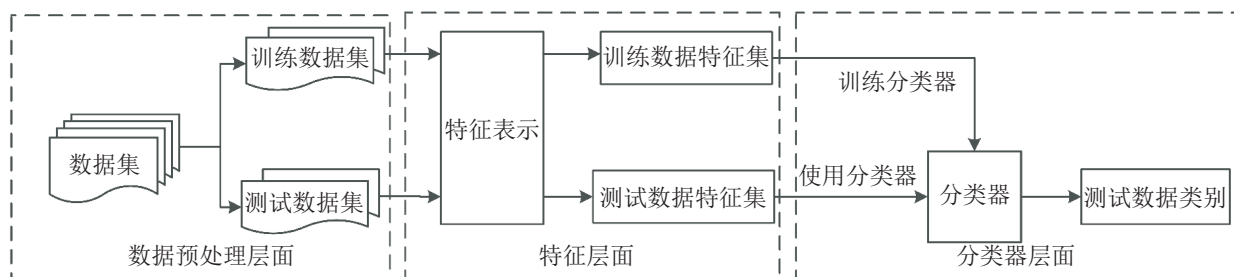 训练数据集
训练数据特征集
训练分类器
数据集
特征表示
测试数据集
测试数据特征集
使用分类器
分类器
测试数据类别
数据预处理层面
特征层面
分类器层面